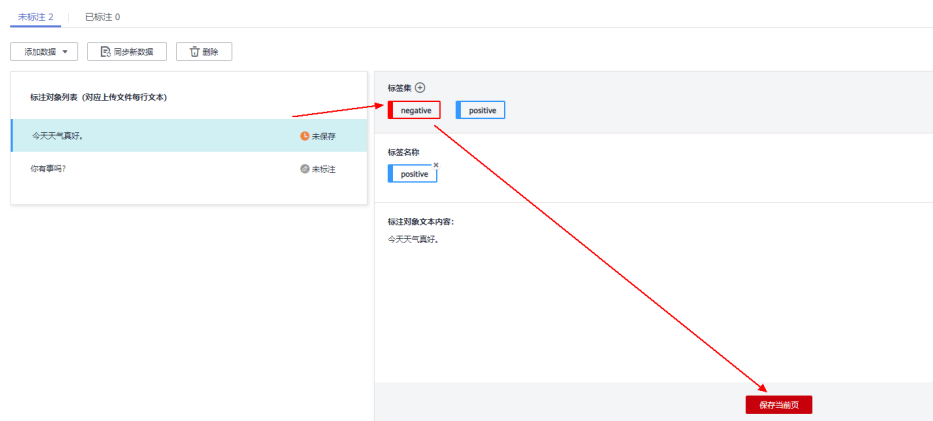 未标注 2 已标注 0
添加数据 同步新数据 删除
标注对象列表（对应上传文件每行文本）
今天天气真好。 未保存
你有事吗? 未标注
标签集
negative positive
标签名称
positive
标注对象文本内容:
今天天气真好。
保存当前页